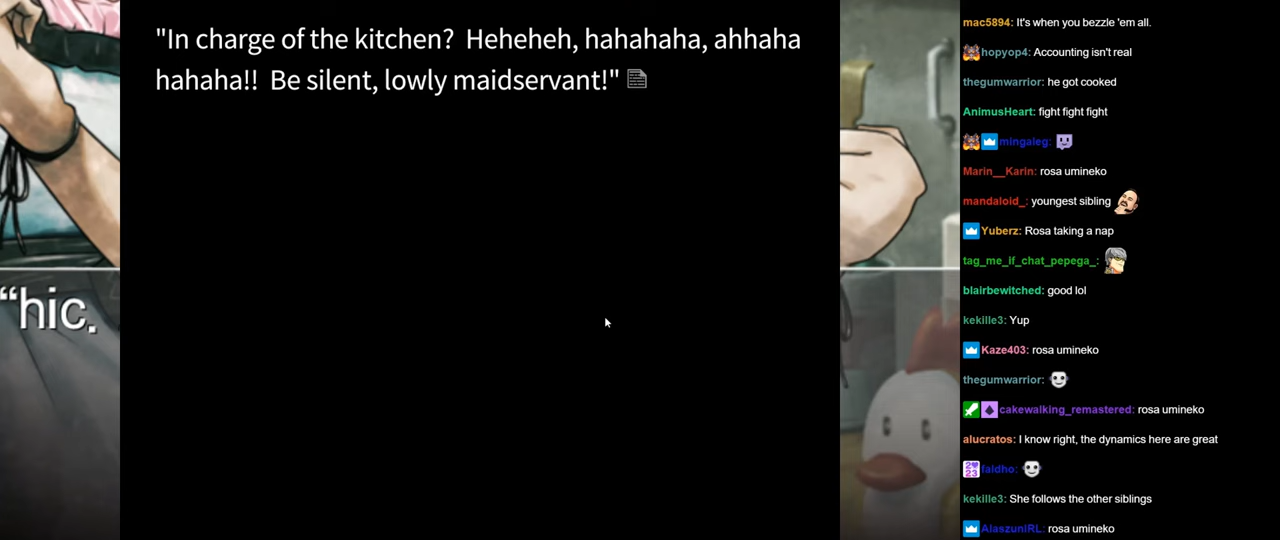 "In charge of the kitchen?  Heheheh, hahahaha, ahhaha
hahaha!!  Be silent, lowly maidservant!"
“hic.
mac5894: It's when you bezzle 'em all.
hopyop4: Accounting isn't real
thegumwarrior: he got cooked
AnimusHeart: fight fight fight
mingaleg:
Marin__Karin: rosa umineko
mandaloid_: youngest sibling
Yuberz: Rosa taking a nap
tag_me_if_chat_pepega_:
blairbewitched: good lol
kekille3: Yup
Kaze403: rosa umineko
thegumwarrior:
cakewalking_remastered: rosa umineko
alucratos: I know right, the dynamics here are great
faldho:
kekille3: She follows the other siblings
AlaszunIRL: rosa umineko